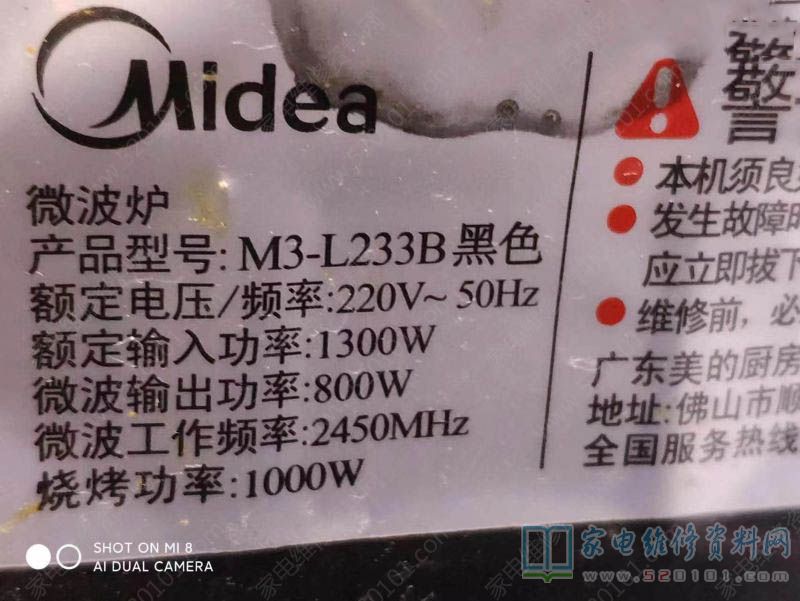 Midea
微波炉
产品型号: M3-L233B 黑色
额定电压/频率:220V~ 50Hz
额定输入功率:1300W
微波输出功率:800W
微波工作频率:2450MHz
烧烤功率:1000W
警
本机须良
发生故障时
应立即拔下
维修前, 必
广东美的厨房
地址:佛山市顺
全国服务热线
SHOT ON MI 8
AI DUAL CAMERA
家电维修资料网
www.520101.com